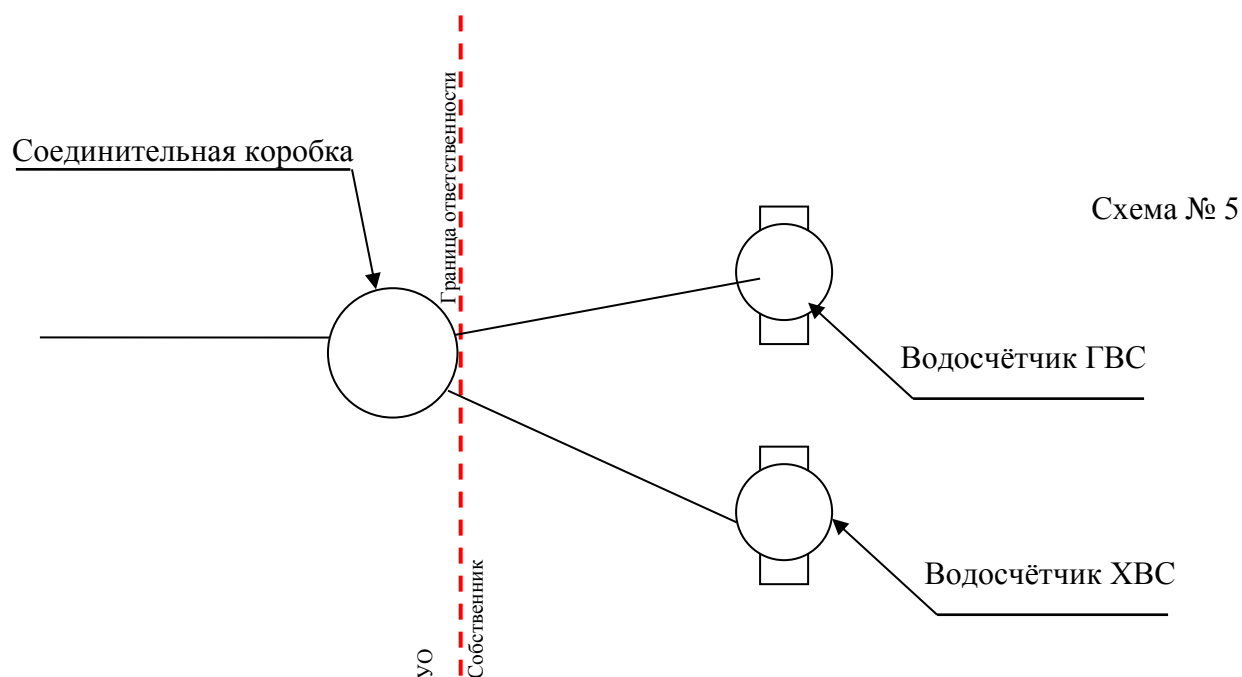 Соединительная коробка
Граница ответственности
Схема № 5
Водосчётчик ГВС
Водосчётчик ХВС
УО
Собственник